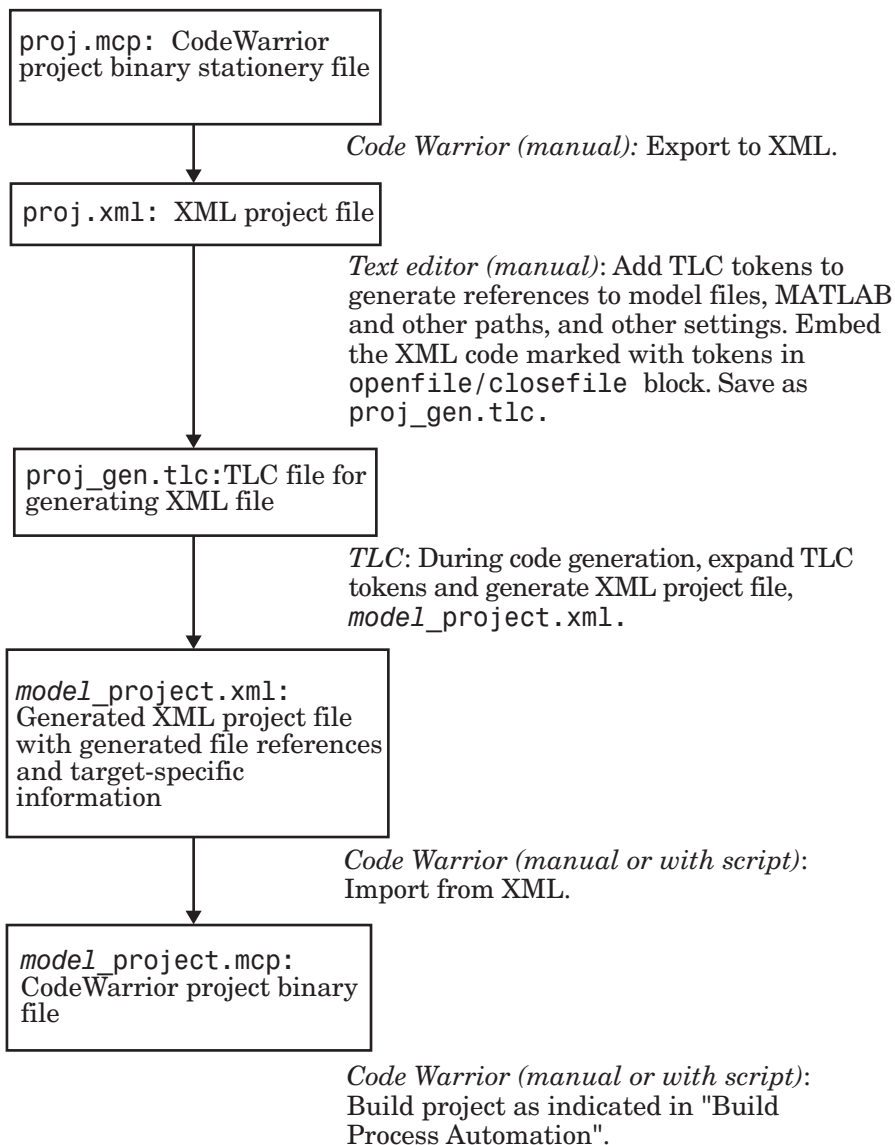 proj.mcp: CodeWarrior
project binary stationery file
Code Warrior (manual): Export to XML.
proj.xml: XML project file
Text editor (manual): Add TLC tokens to
generate references to model files, MATLAB
and other paths, and other settings. Embed
the XML code marked with tokens in
openfile/closefile block. Save as
proj_gen.tlc.
proj_gen.tlc:TLC file for
generating XML file
TLC: During code generation, expand TLC
tokens and generate XML project file,
model_project.xml.
model_project.xml:
Generated XML project file
with generated file references
and target-specific
information
Code Warrior (manual or with script):
Import from XML.
model_project.mcp:
CodeWarrior project binary
file
Code Warrior (manual or with script):
Build project as indicated in "Build
Process Automation".